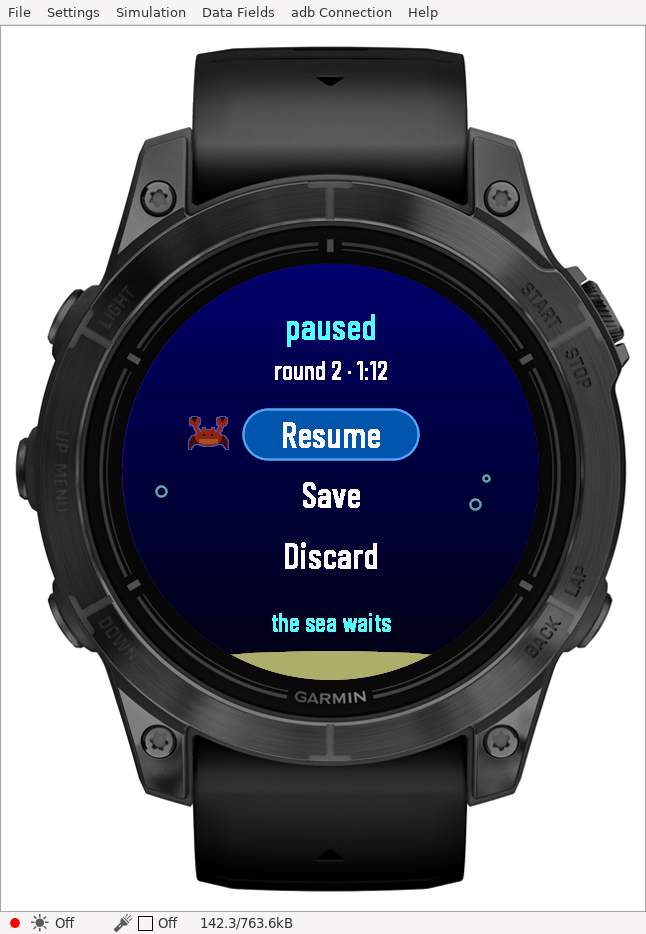 File Settings Simulation Data Fields adb Connection Help
LIGHT
START
STOP
paused
round 2 · 1:12
Resume
UP MENU
Save
Discard
LAP
DOWN
BACK
the sea waits
GARMIN
Off Off 142.3/763.6kB